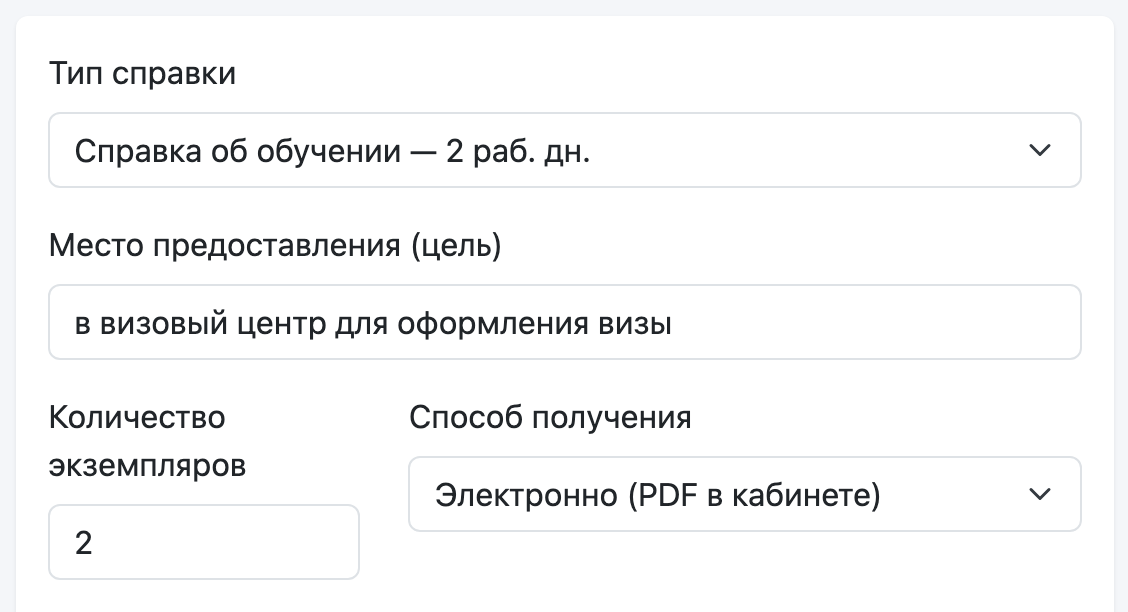 Тип справки
Справка об обучении — 2 раб. дн.
Место предоставления (цель)
в визовый центр для оформления визы
Количество
экземпляров
2
Способ получения
Электронно (PDF в кабинете)